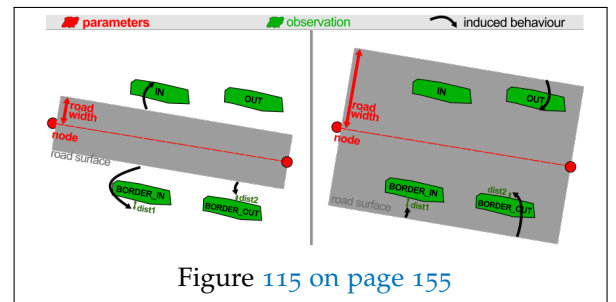 parameters observation induced behaviour
IN
OUT
road
width
node
road surface
BORDER_IN
dist1
dist2
BORDER_OUT
road
width
IN
OUT
node
road surface
BORDER_IN
dist1
dist2
BORDER_OUT
Figure 115 on page 155